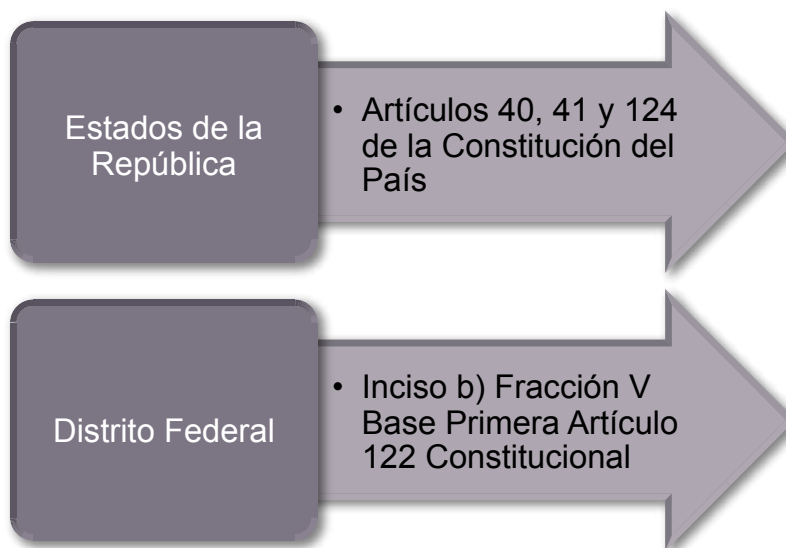 Estados de la
República
• Artículos 40, 41 y 124
de la Constitución del
País
Distrito Federal
• Inciso b) Fracción V
Base Primera Artículo
122 Constitucional